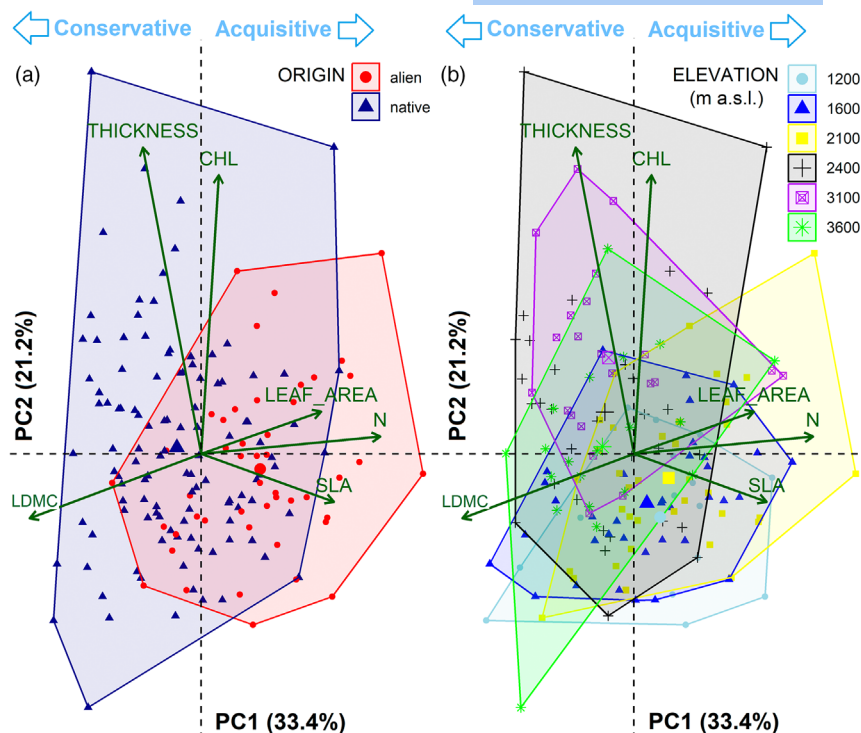 Conservative Acquisitive
(a) ORIGIN alien
native
THICKNESS
CHL
LEAF_AREA
N
SLA
LDMC
PC2 (21.2%)
PC1 (33.4%)
Conservative Acquisitive
(b) ELEVATION
(m a.s.l.)
1200
1600
2100
2400
3100
3600
THICKNESS
CHL
LEAF_AREA
N
SLA
LDMC
PC2 (21.2%)
PC1 (33.4%)